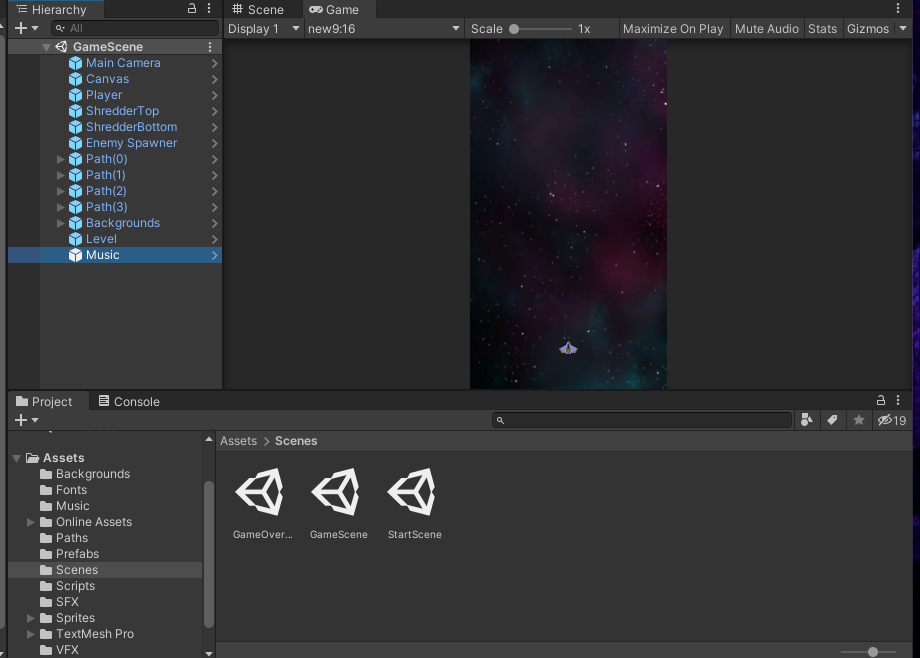 Hierarchy
All
GameScene
Main Camera
Canvas
Player
ShredderTop
ShredderBottom
Enemy Spawner
Path(0)
Path(1)
Path(2)
Path(3)
Backgrounds
Level
Music
Scene Game
Display 1 new9:16 Scale 1x Maximize On Play Mute Audio Stats Gizmos
Project Console
19
Assets
Backgrounds
Fonts
Music
Online Assets
Paths
Prefabs
Scenes
Scripts
SFX
Sprites
TextMesh Pro
VFX
Assets > Scenes
GameOver... GameScene StartScene